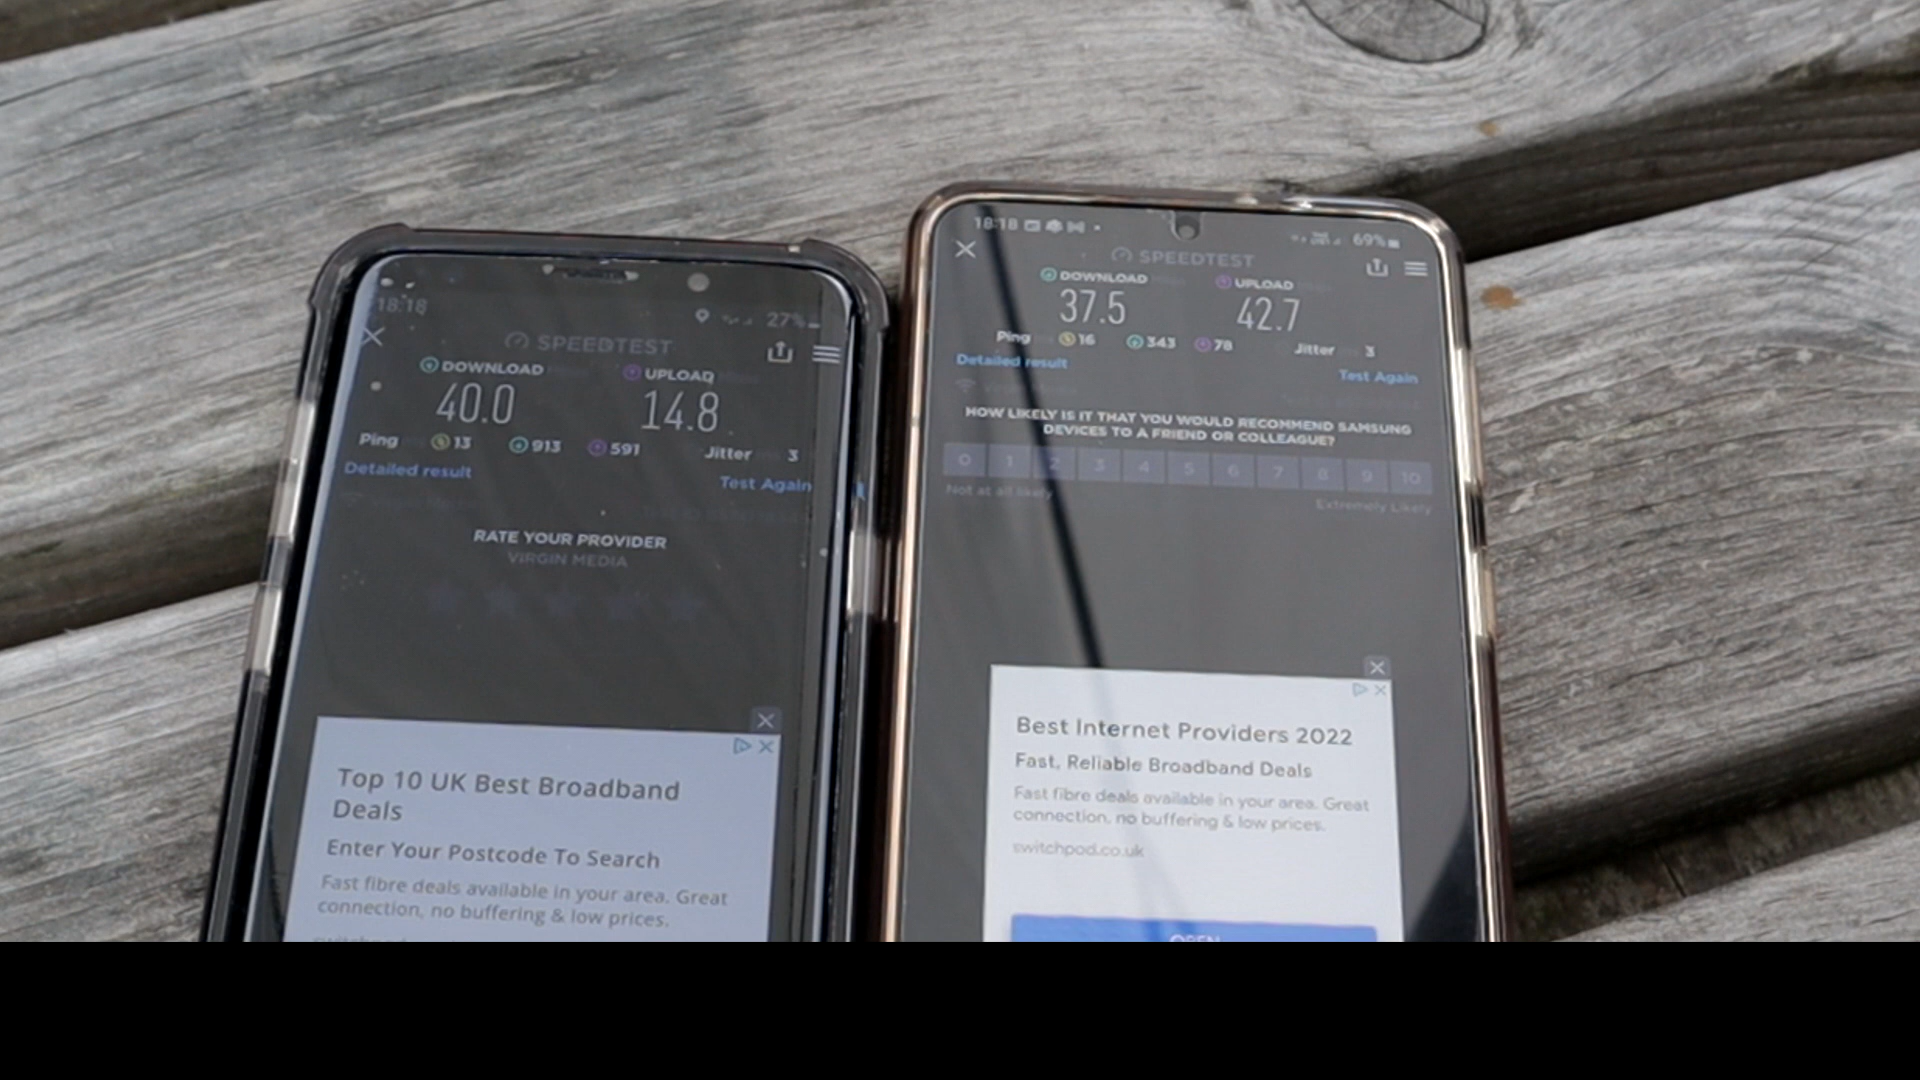 18:18
27%
SPEEDTEST
DOWNLOAD UPLOAD
40.0 14.8
Ping 13 913 591 Jitter 3
Detailed result Test Again
RATE YOUR PROVIDER
VIRGIN MEDIA
Top 10 UK Best Broadband
Deals
Enter Your Postcode To Search
Fast fibre deals available in your area. Great
connection, no buffering & low prices.
18:18 69%
SPEEDTEST
DOWNLOAD UPLOAD
37.5 42.7
Ping 16 343 78 Jitter 3
Detailed result Test Again
HOW LIKELY IS IT THAT YOU WOULD RECOMMEND SAMSUNG
DEVICES TO A FRIEND OR COLLEAGUE?
0 1 2 3 4 5 6 7 8 9 10
Not at all likely Extremely Likely
Best Internet Providers 2022
Fast, Reliable Broadband Deals
Fast fibre deals available in your area. Great
connection, no buffering & low prices.
switchpod.co.uk
OPEN